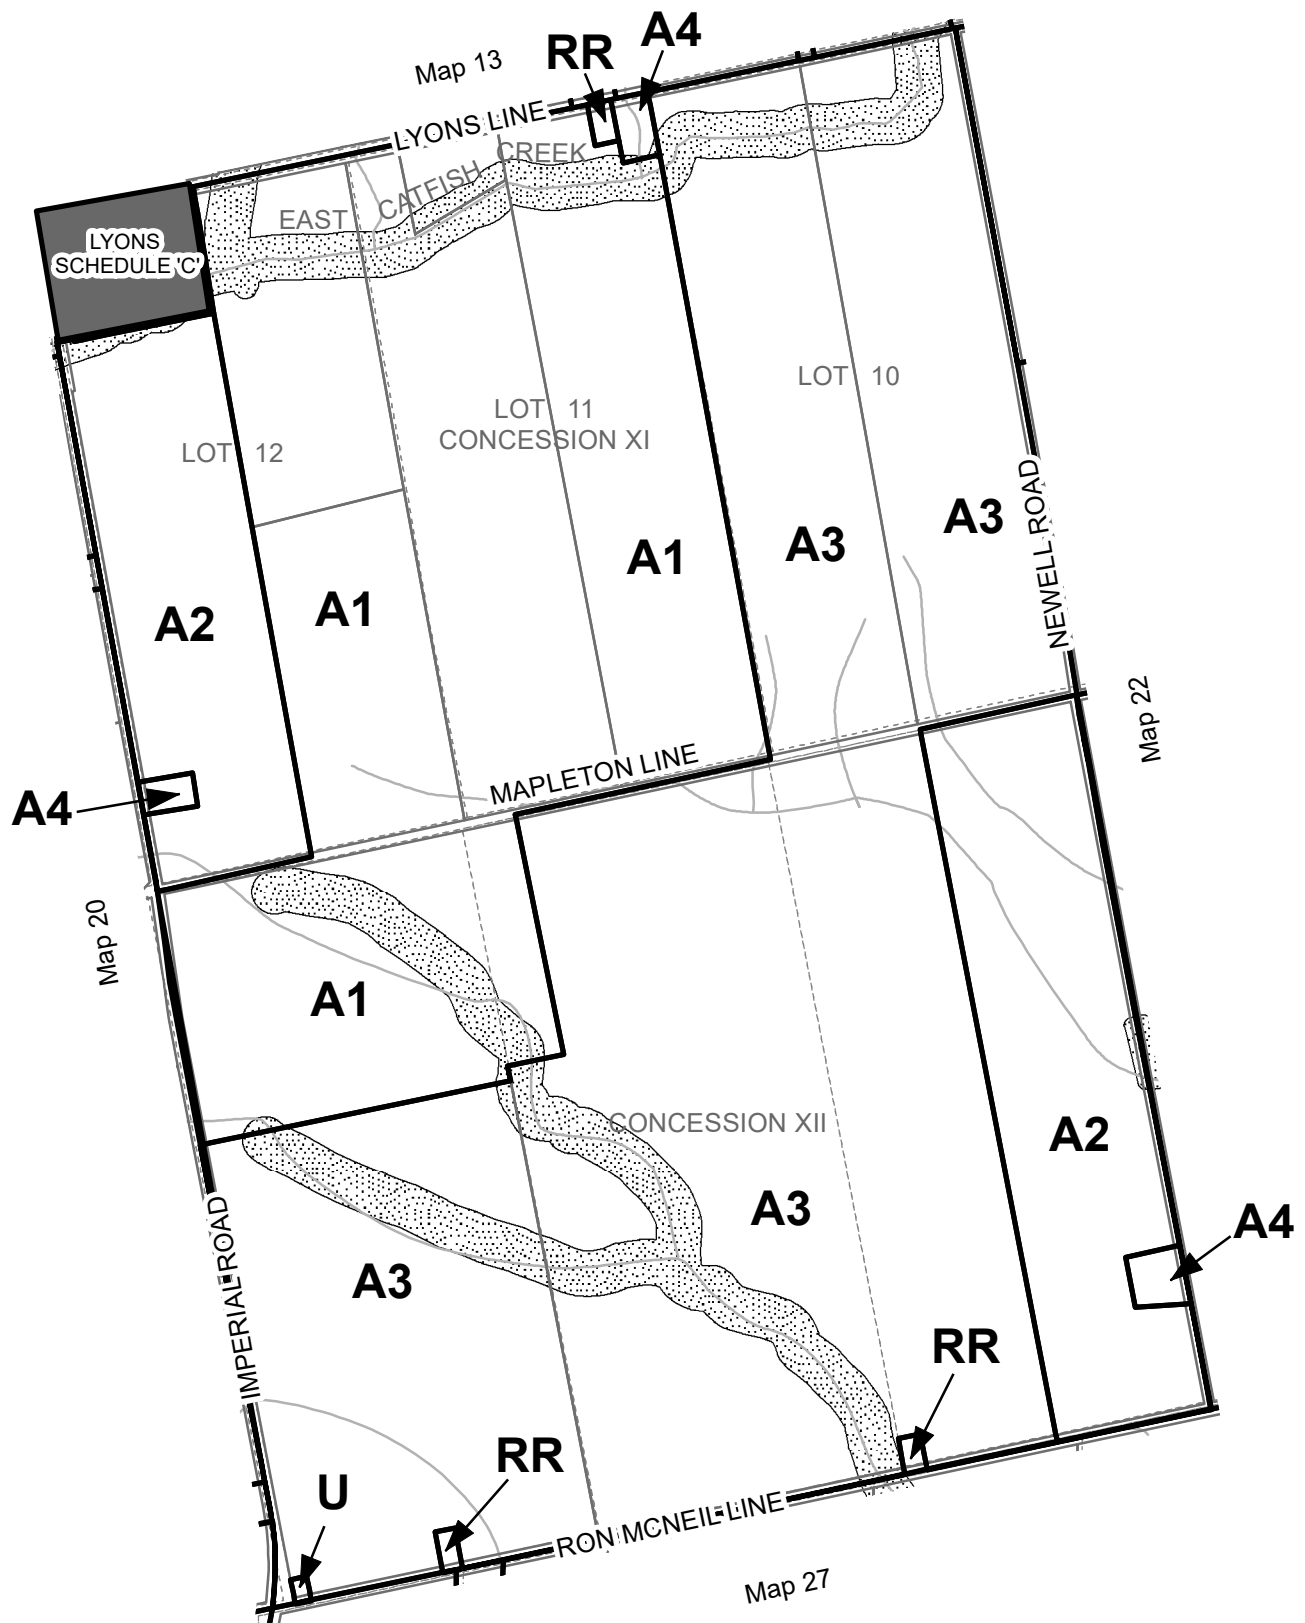 Map 13
RR
A4
LYONS LINE
EAST CATFISH CREEK
LYONS
SCHEDULE 'C'
LOT 10
LOT 11
CONCESSION XI
LOT 12
NEWELL ROAD
A3
A3
A1
A1
A2
Map 22
MAPLETON LINE
A4
Map 20
A1
CONCESSION XII
A2
A3
A4
IMPERIAL ROAD
A3
RR
RR
U
RON MCNEIL LINE
Map 27